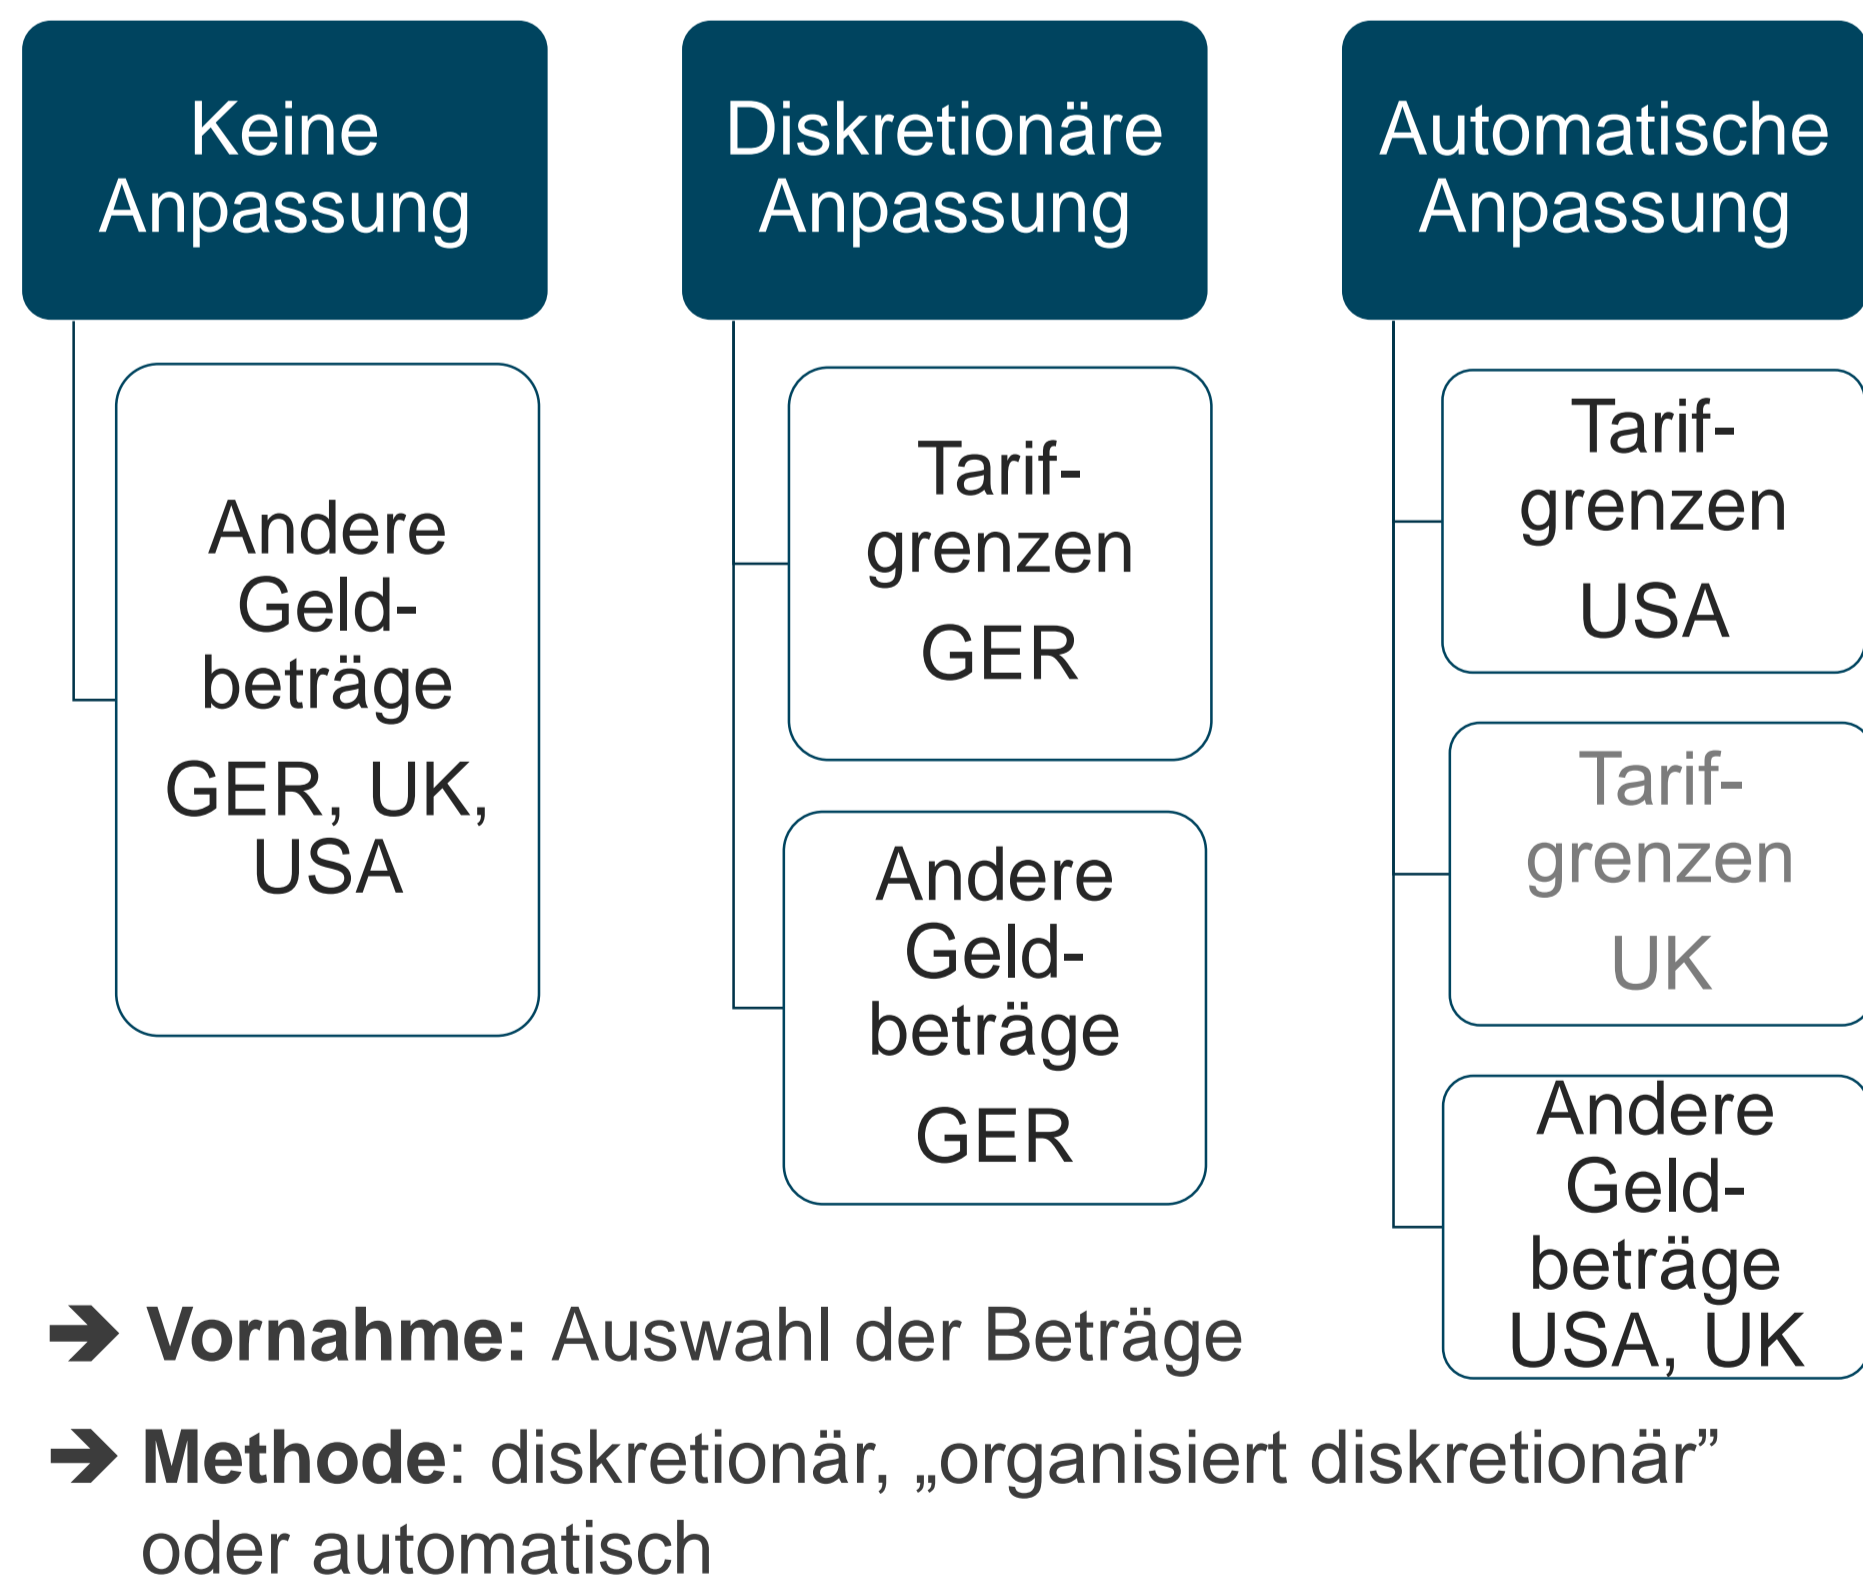 Keine
Anpassung
Andere
Geld-
beträge
GER, UK,
USA
Diskretionäre
Anpassung
Tarif-
grenzen
GER
Andere
Geld-
beträge
GER
Automatische
Anpassung
Tarif-
grenzen
USA
Tarif-
grenzen
UK
Andere
Geld-
beträge
USA, UK
➔ Vornahme: Auswahl der Beträge
➔ Methode: diskretionär, „organisiert diskretionär”
oder automatisch